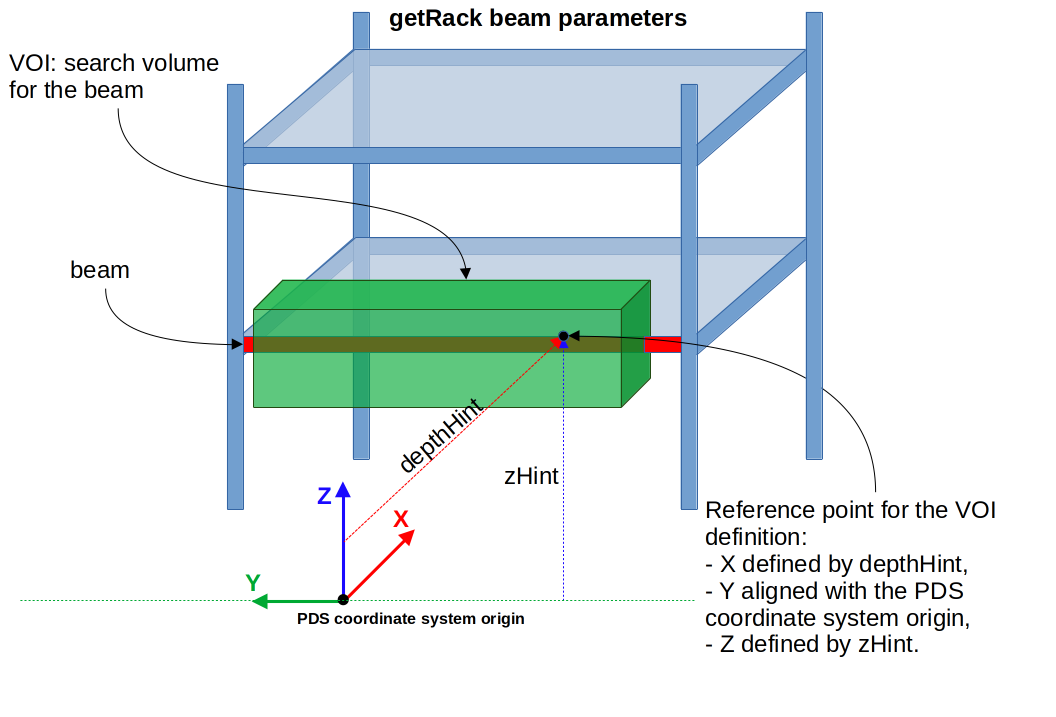 getRack beam parameters
VOI: search volume
for the beam
beam
depthHint
zHint
Z
X
Y
PDS coordinate system origin
Reference point for the VOI
definition:
- X defined by depthHint,
- Y aligned with the PDS
coordinate system origin,
- Z defined by zHint.